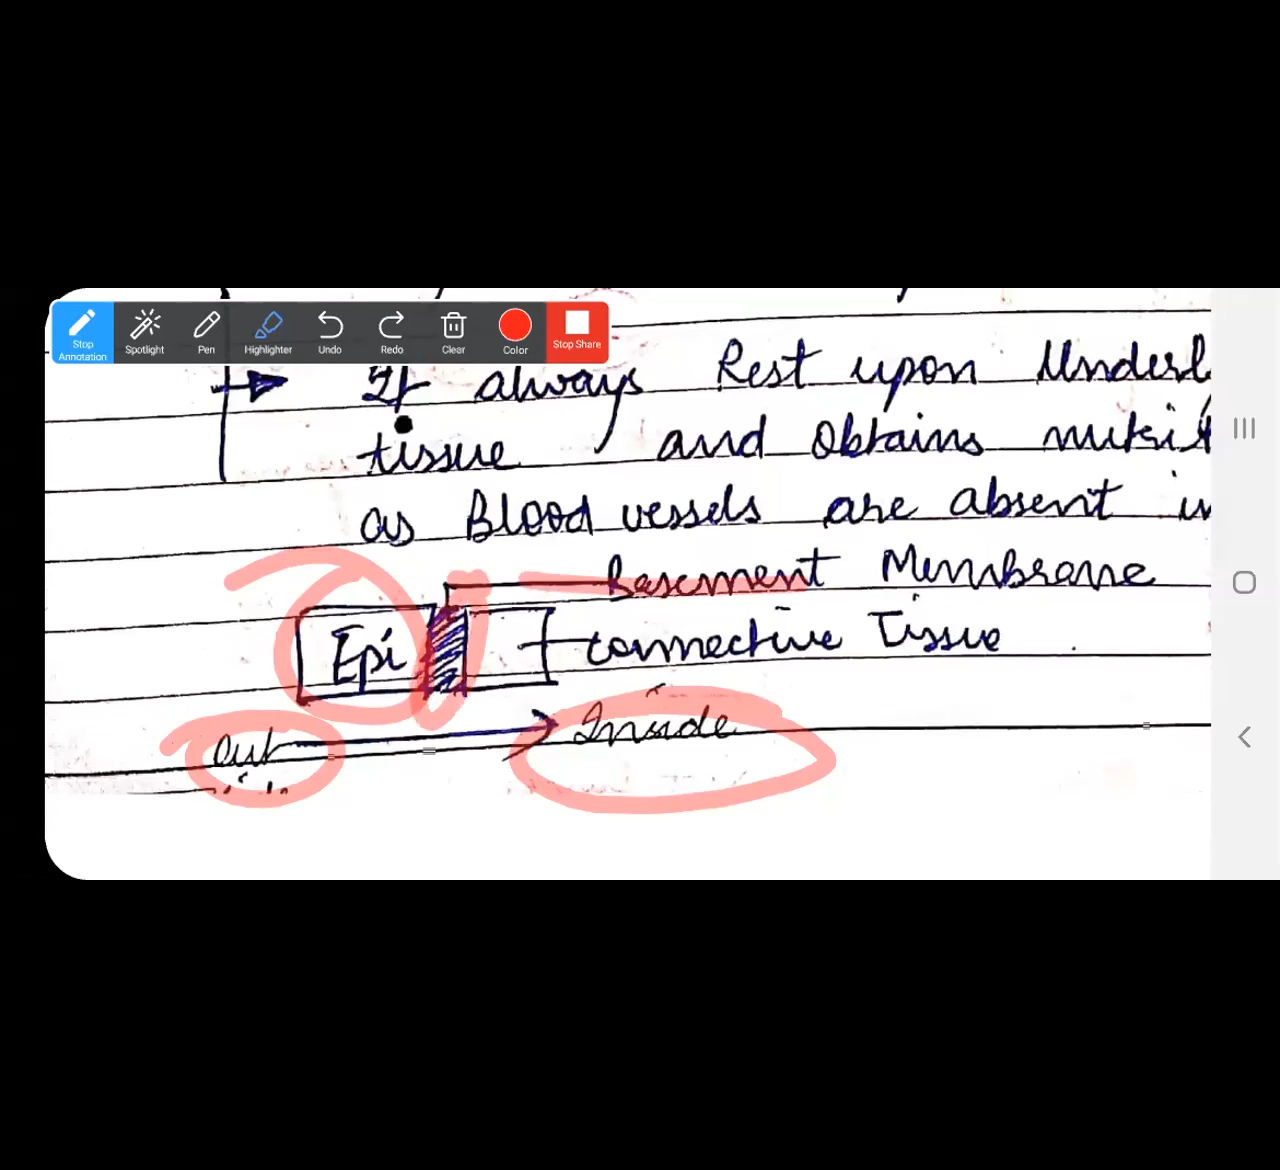 Stop Annotation
Spotlight
Pen
Highlighter
Undo
Redo
Clear
Color
Stop Share
It always Rest upon Underl
tissue and Obtains nutrit
as Blood vessels are absent in
Basement Membrane
Epi
connective Tissue
Out
Inside